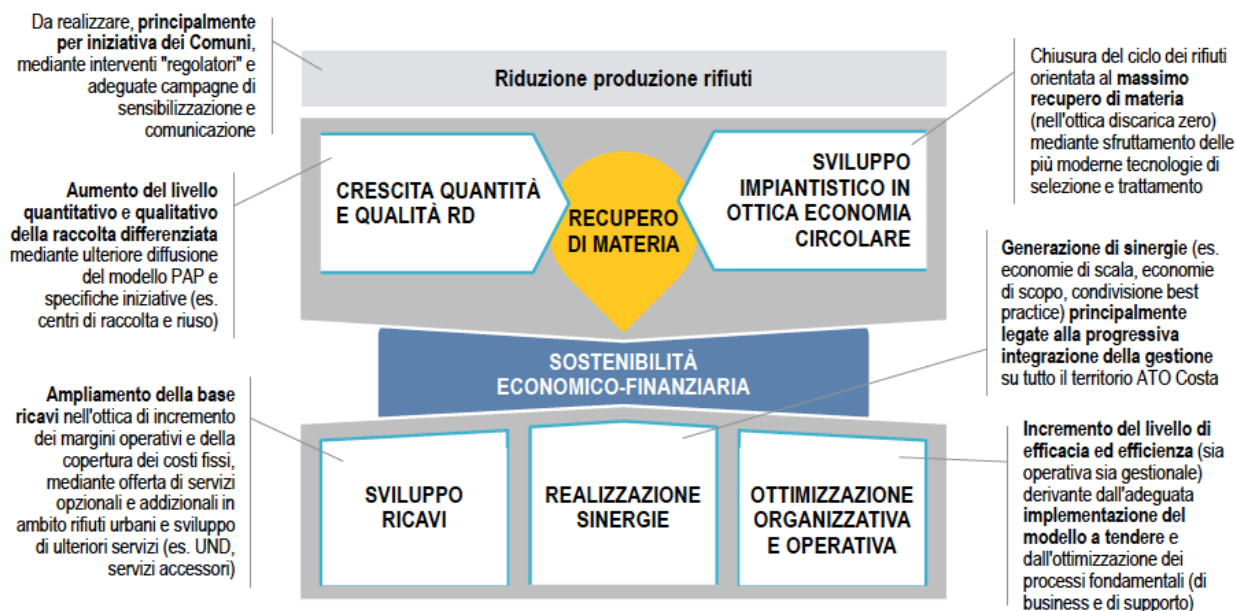 Da realizzare, principalmente
per iniziativa dei Comuni,
mediante interventi "regolatori" e
adeguate campagne di
sensibilizzazione e
comunicazione
Riduzione produzione rifiuti
Chiusura del ciclo dei rifiuti
orientata al massimo
recupero di materia
(nell'ottica discarica zero)
mediante sfruttamento delle
più moderne tecnologie di
selezione e trattamento
Aumento del livello
quantitativo e qualitativo
della raccolta differenziata
mediante ulteriore diffusione
del modello PAP e
specifiche iniziative (es.
centri di raccolta e riuso)
CRESCITA QUANTITÀ
E QUALITÀ RD
RECUPERO
DI MATERIA
SVILUPPO
IMPIANTISTICO IN
OTTICA ECONOMIA
CIRCOLARE
Generazione di sinergie (es.
economie di scala, economie
di scopo, condivisione best
practice) principalmente
legate alla progressiva
integrazione della gestione
su tutto il territorio ATO Costa
SOSTENIBILITÀ
ECONOMICO-FINANZIARIA
Ampliamento della base
ricavi nell'ottica di incremento
dei margini operativi e della
copertura dei costi fissi,
mediante offerta di servizi
opzionali e addizionali in
ambito rifiuti urbani e sviluppo
di ulteriori servizi (es. UND,
servizi accessori)
SVILUPPO
RICAVI
REALIZZAZIONE
SINERGIE
OTTIMIZZAZIONE
ORGANIZZATIVA
E OPERATIVA
Incremento del livello di
efficacia ed efficienza (sia
operativa sia gestionale)
derivante dall'adeguata
implementazione del
modello a tendere e
dall'ottimizzazione dei
processi fondamentali (di
business e di supporto)